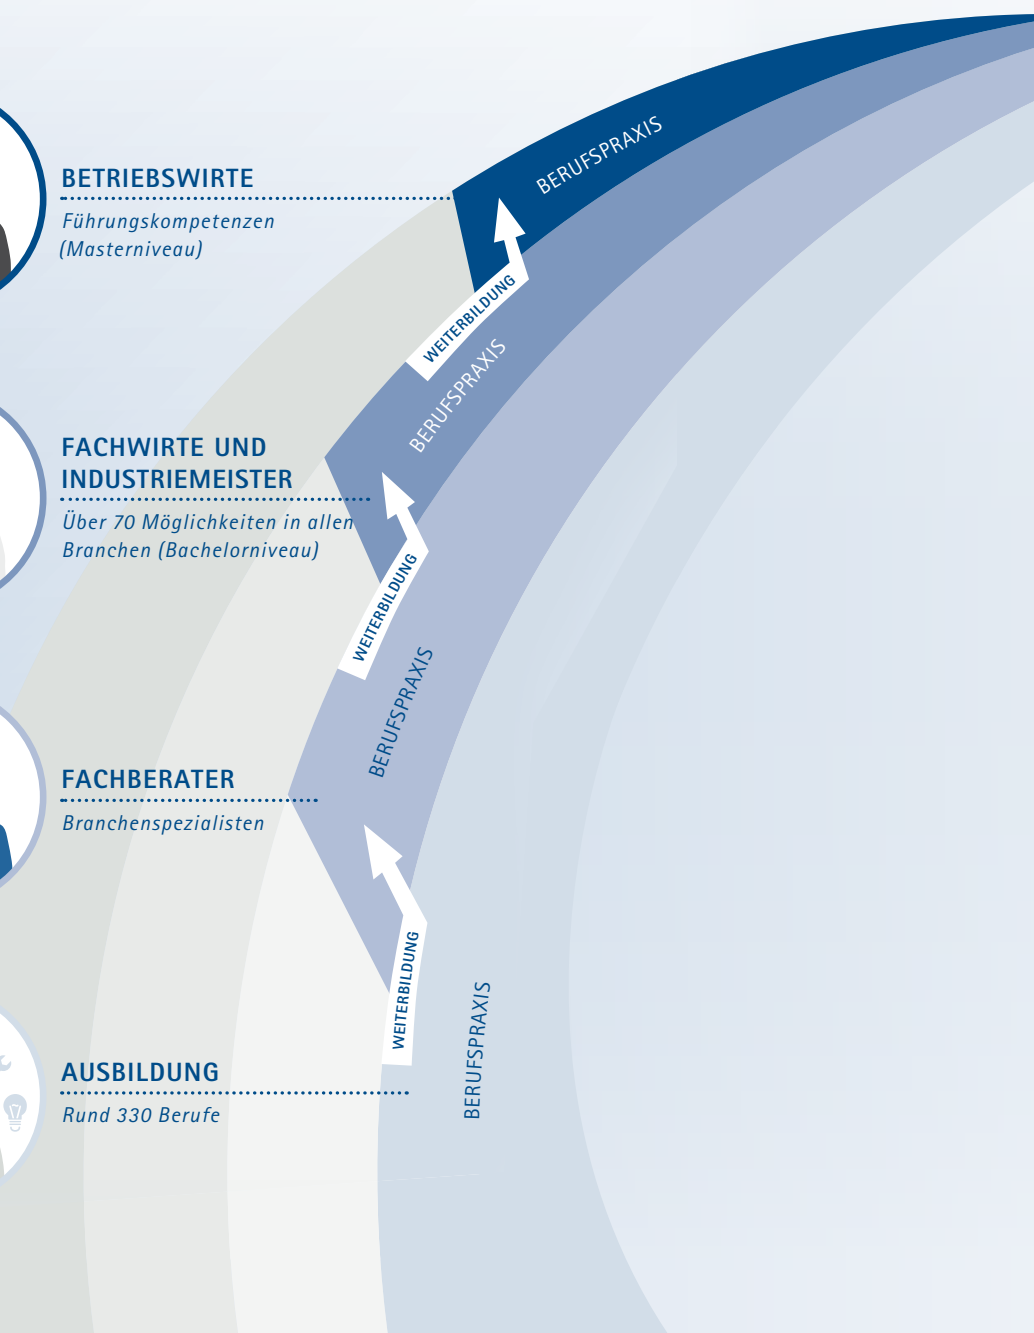 BERUFSPRAXIS
BETRIEBSWIRTE
Führungskompetenzen
(Masterniveau)
WEITERBILDUNG
BERUFSPRAXIS
FACHWIRTE UND
INDUSTRIEMEISTER
Über 70 Möglichkeiten in allen
Branchen (Bachelorniveau)
WEITERBILDUNG
BERUFSPRAXIS
FACHBERATER
Branchenspezialisten
WEITERBILDUNG
BERUFSPRAXIS
AUSBILDUNG
Rund 330 Berufe